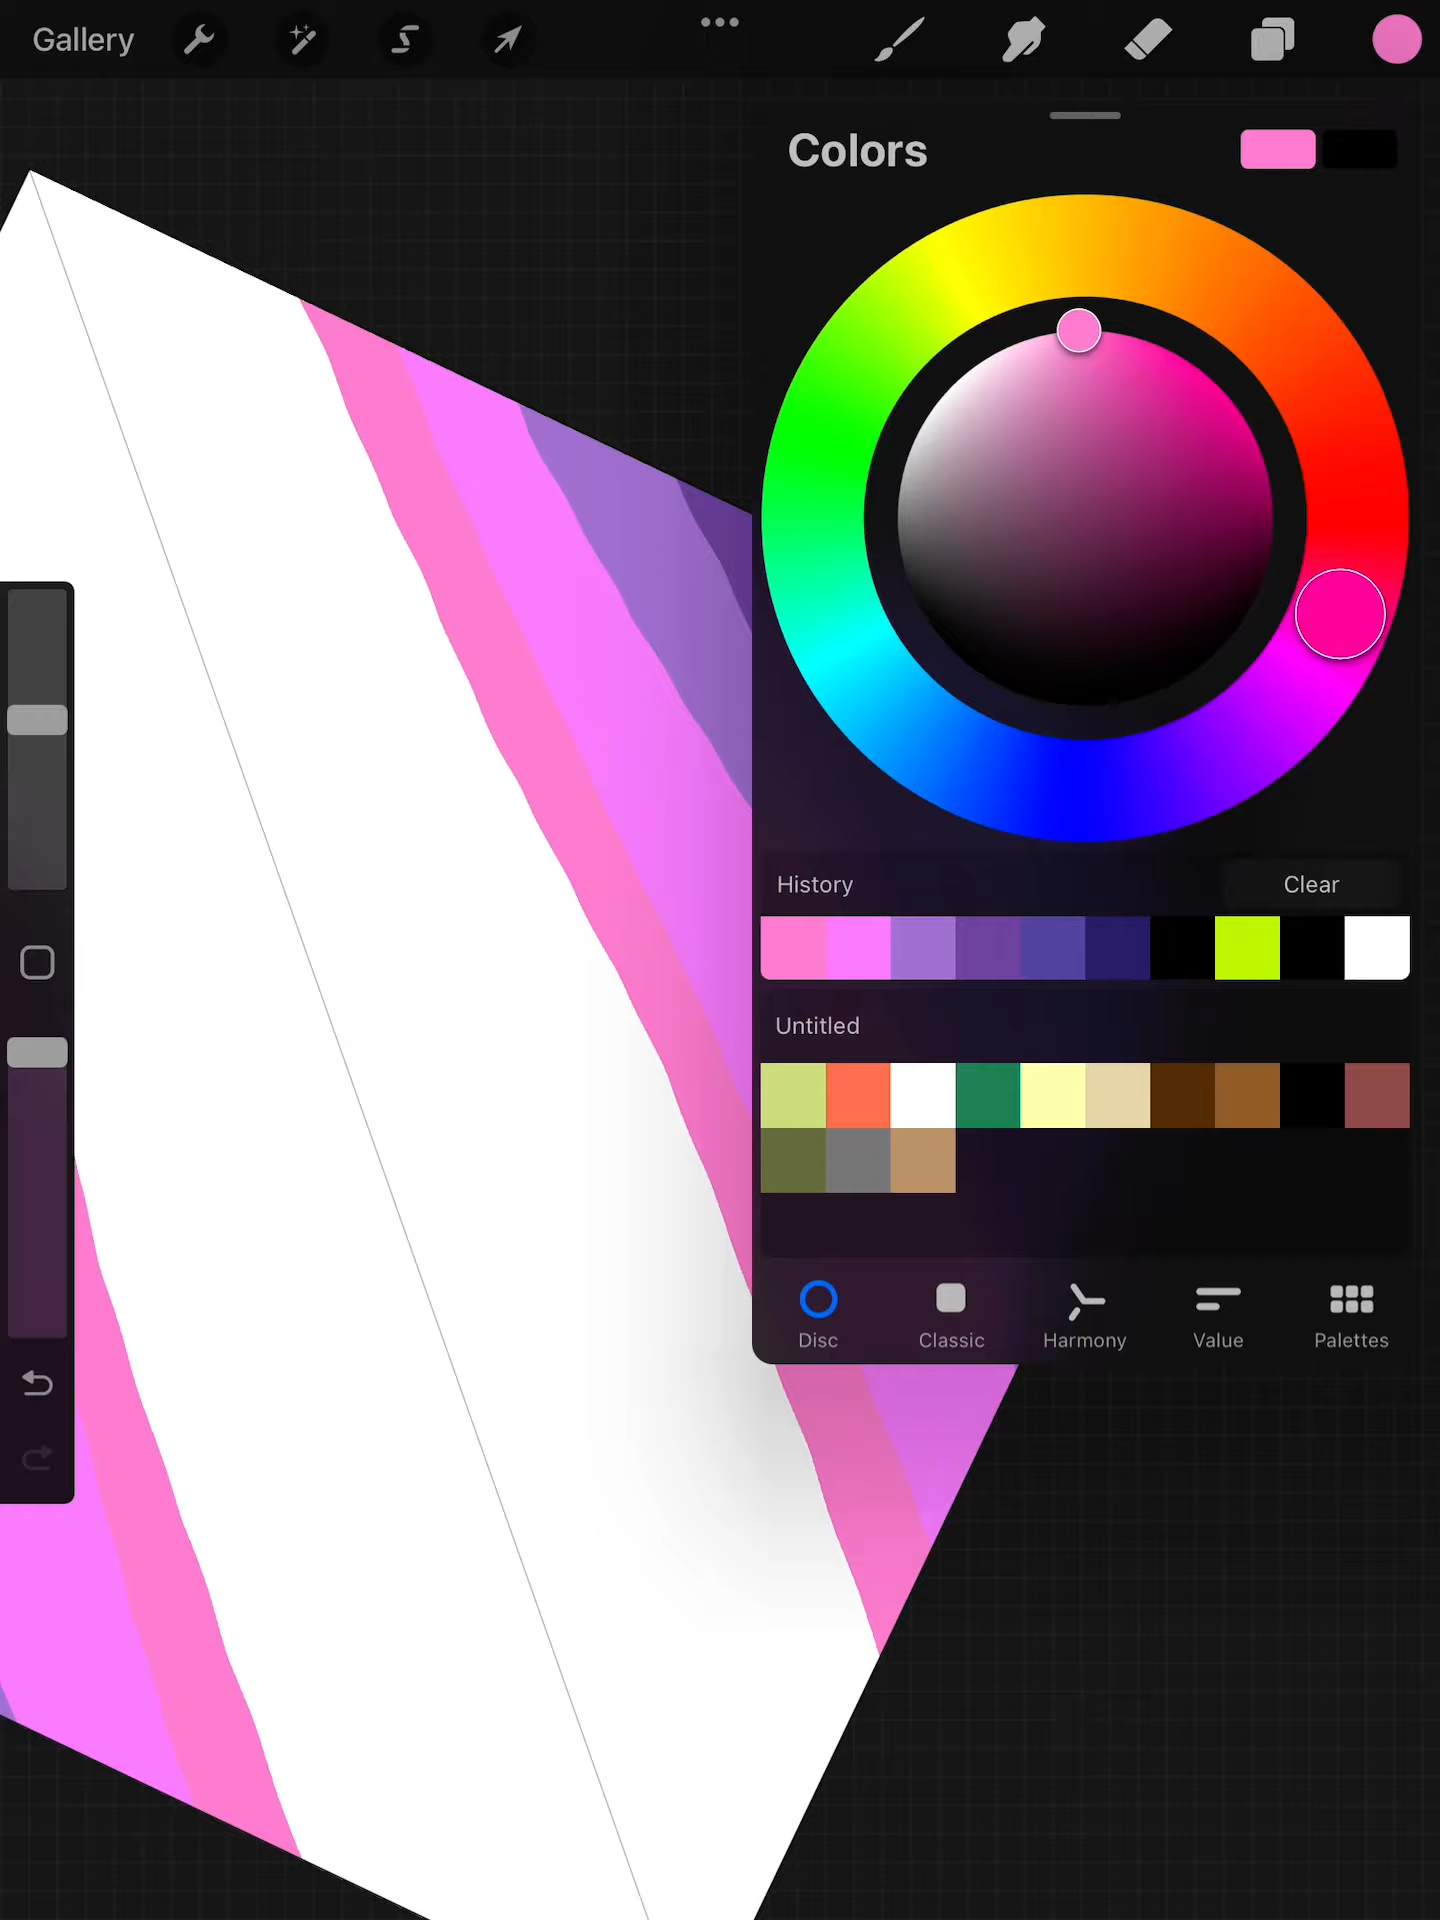 Gallery
Colors
History
Clear
Untitled
Disc
Classic
Harmony
Value
Palettes